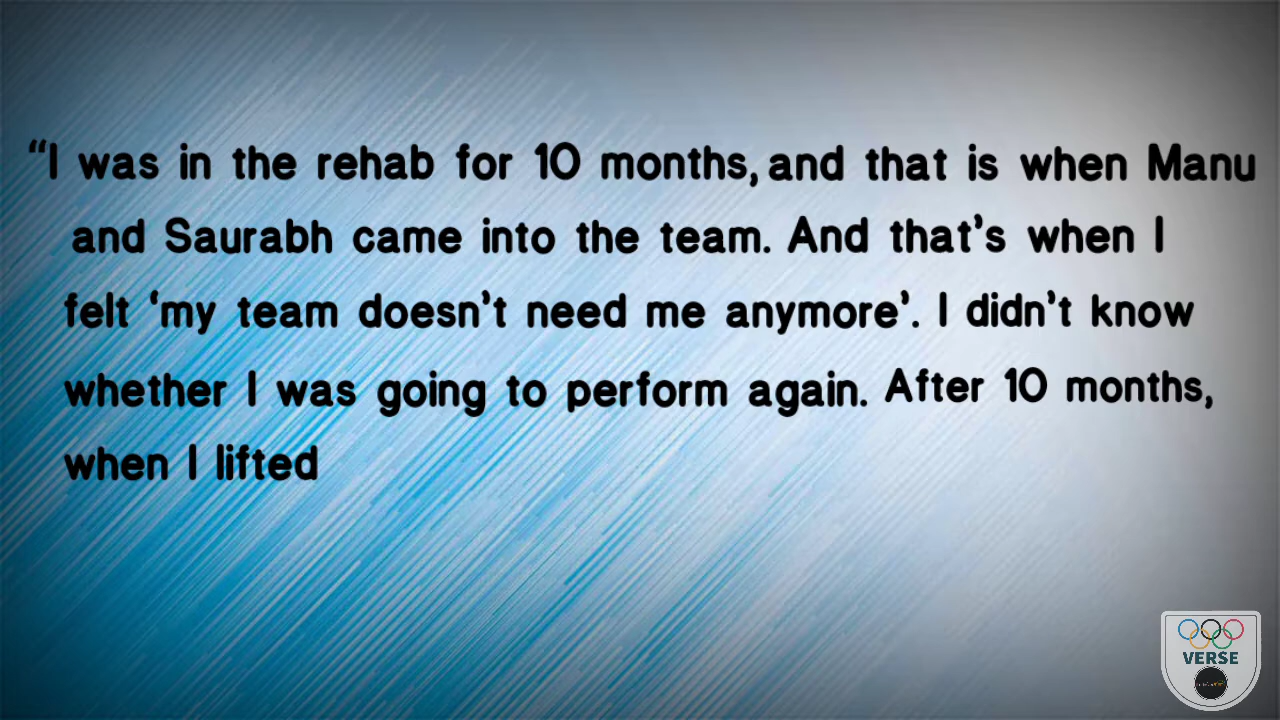 “I was in the rehab for 10 months, and that is when Manu
and Saurabh came into the team. And that’s when I
felt ‘my team doesn’t need me anymore’. I didn’t know
whether I was going to perform again. After 10 months,
when I lifted
VERSE